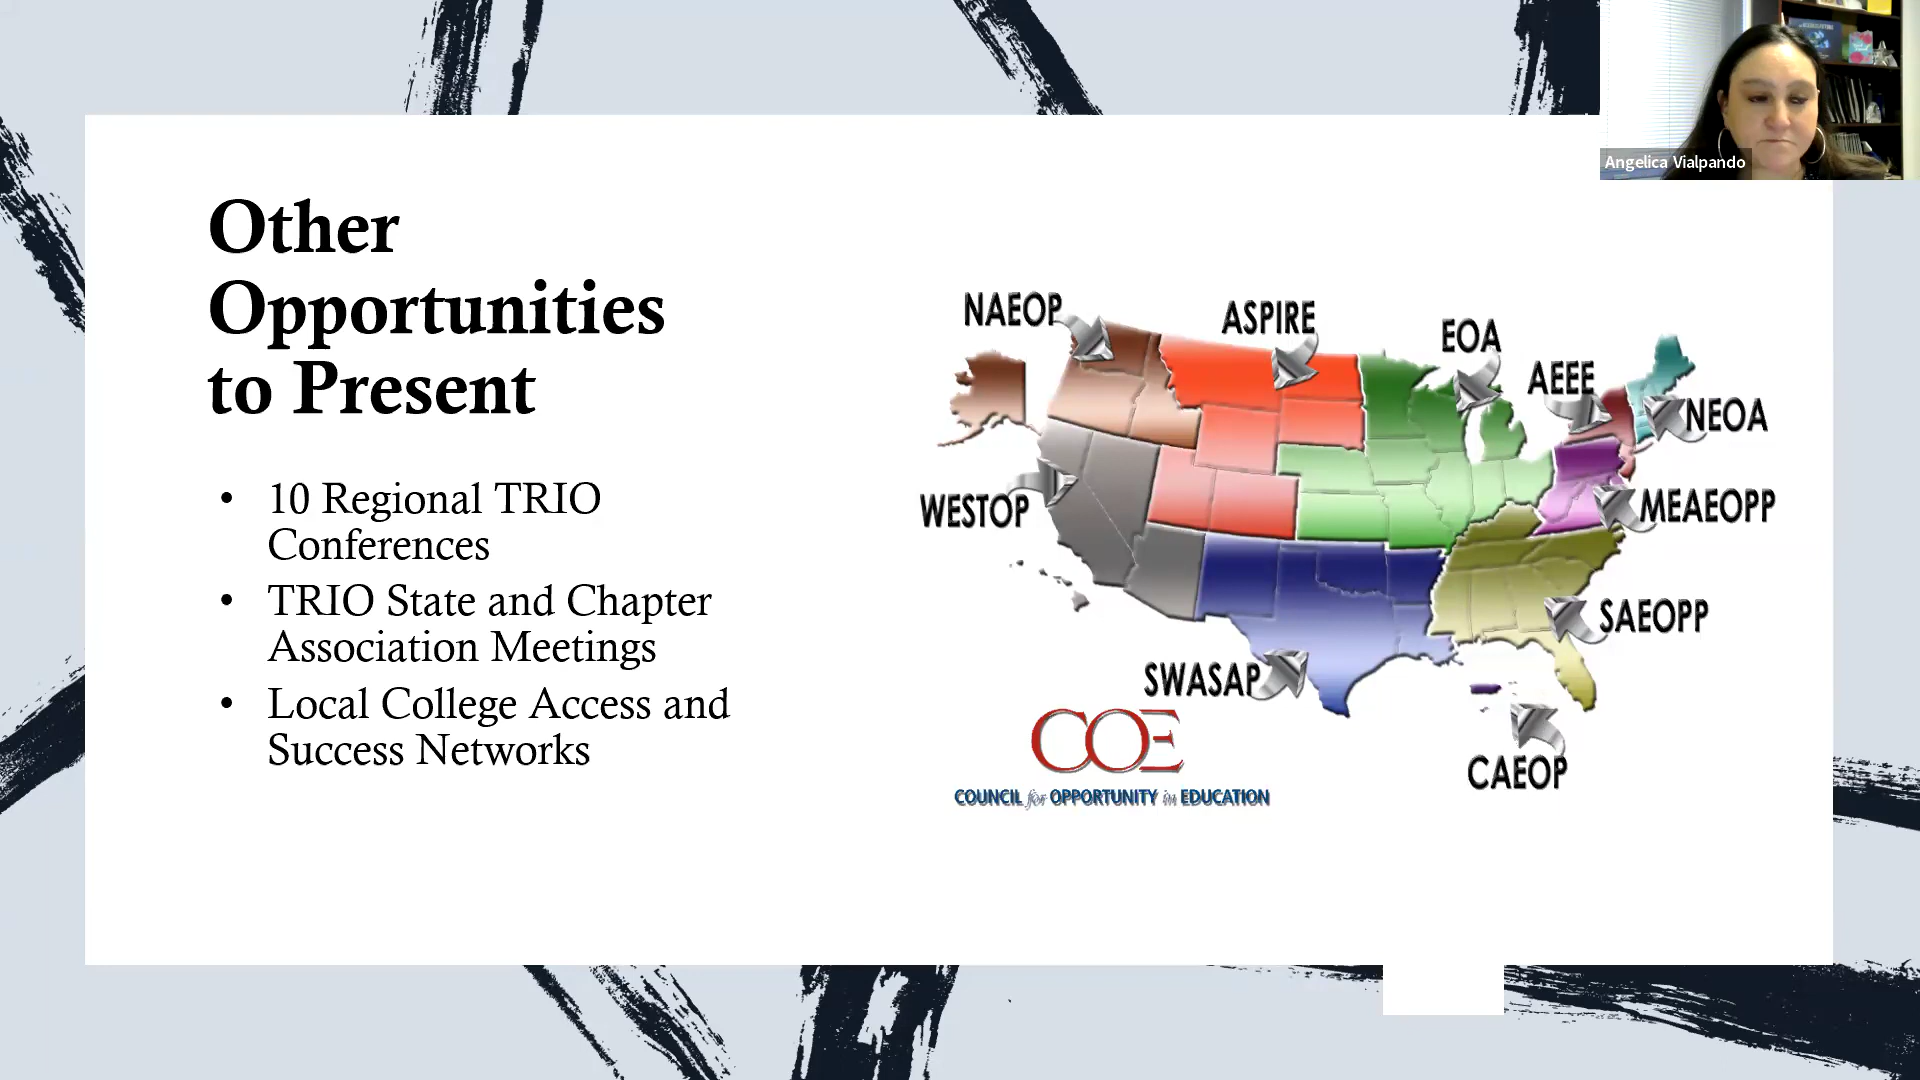 Angelica Vialpando
Other
Opportunities
to Present
• 10 Regional TRIO
Conferences
• TRIO State and Chapter
Association Meetings
• Local College Access and
Success Networks
NAEOP
ASPIRE
EOA
AEEE
NEOA
WESTOP
MEAEOPP
SAEOPP
SWASAP
CAEOP
COE
COUNCIL for OPPORTUNITY in EDUCATION